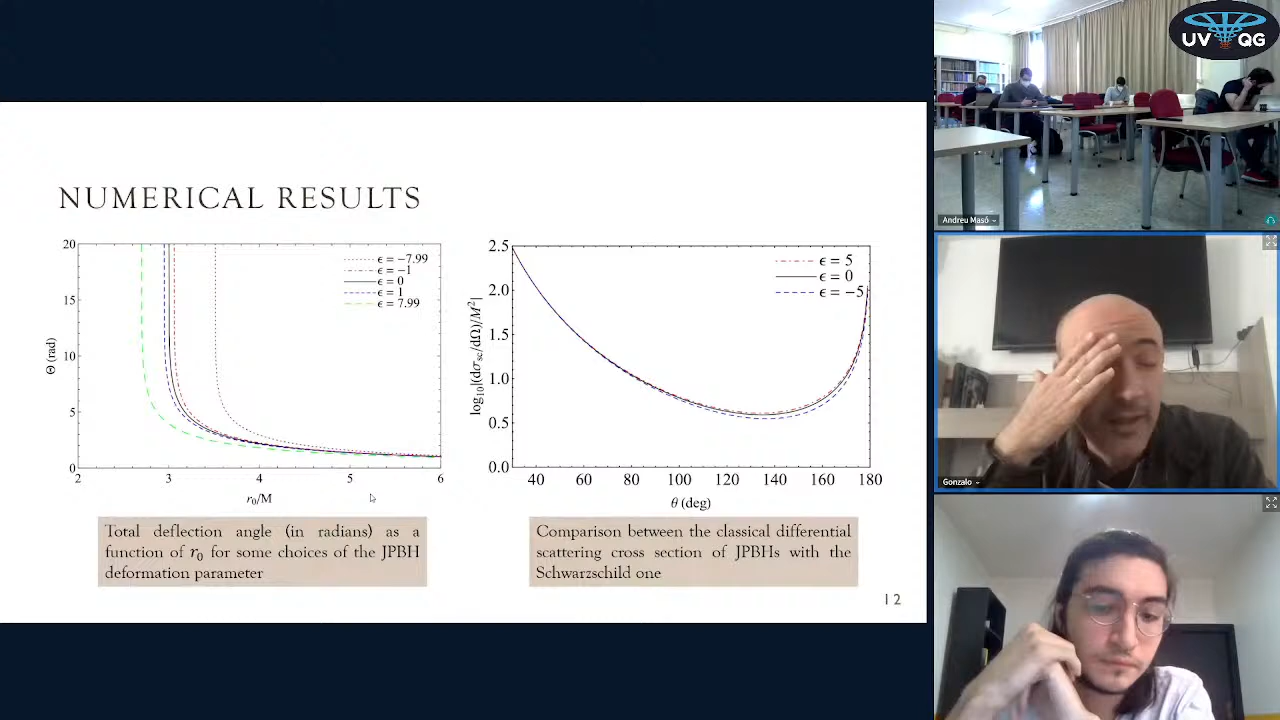 NUMERICAL RESULTS
20
15
10
5
0
Θ (rad)
2 3 4 5 6
r₀/M
ϵ = −7.99
ϵ = −1
ϵ = 0
ϵ = 1
ϵ = 7.99
2.5
2.0
1.5
1.0
0.5
0.0
log₁₀[(dσ_sc/dΩ)/M²]
40 60 80 100 120 140 160 180
θ (deg)
ϵ = 5
ϵ = 0
ϵ = −5
Total deflection angle (in radians) as a
function of r₀ for some choices of the JPBH
deformation parameter
Comparison between the classical differential
scattering cross section of JPBHs with the
Schwarzschild one
12
UV QG
Andreu Masó
Gonzalo